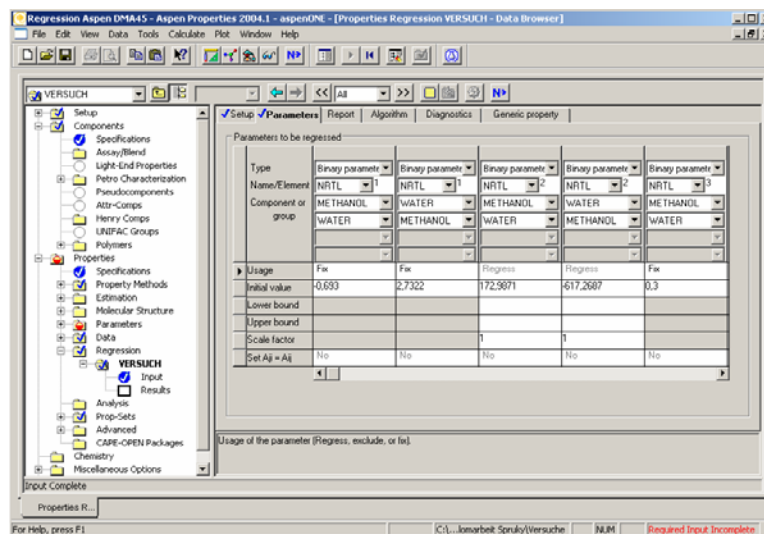 Regression Aspen DMA45 - Aspen Properties 2004.1 - aspenONE - [Properties Regression VERSUCH - Data Browser]
File Edit View Data Tools Calculate Plot Window Help
N▶
VERSUCH
<< All >>
N▶
Setup
Components
Specifications
Assay/Blend
Light-End Properties
Petro Characterization
Pseudocomponents
Attr-Comps
Henry Comps
UNIFAC Groups
Polymers
Properties
Specifications
Property Methods
Estimation
Molecular Structure
Parameters
Data
Regression
VERSUCH
Input
Results
Analysis
Prop-Sets
Advanced
CAPE-OPEN Packages
Chemistry
Miscellaneous Options
Setup Parameters Report Algorithm Diagnostics Generic property
Parameters to be regressed
Type Binary paramete Binary paramete Binary paramete Binary paramete Binary paramete
Name/Element NRTL 1 NRTL 1 NRTL 2 NRTL 2 NRTL 3
Component or group METHANOL WATER METHANOL WATER METHANOL
WATER METHANOL WATER METHANOL WATER
Usage Fix Fix Regress Regress Fix
Initial value -0,693 2,7322 172,9871 -617,2687 0,3
Lower bound
Upper bound
Scale factor 1 1
Set Aji = Aij No No No No No
Usage of the parameter (Regress, exclude, or fix).
Input Complete
Properties R...
For Help, press F1 C:\...lomarbeit Spruky\Versuche NUM Required Input Incomplete